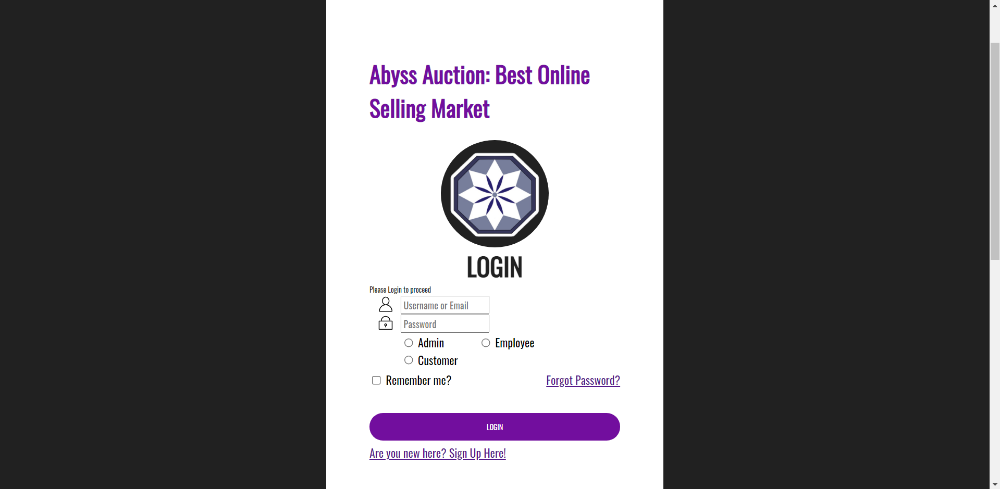 Abyss Auction: Best Online
Selling Market
LOGIN
Please Login to proceed
Username or Email
Password
Admin Employee
Customer
Remember me? Forgot Password?
LOGIN
Are you new here? Sign Up Here!